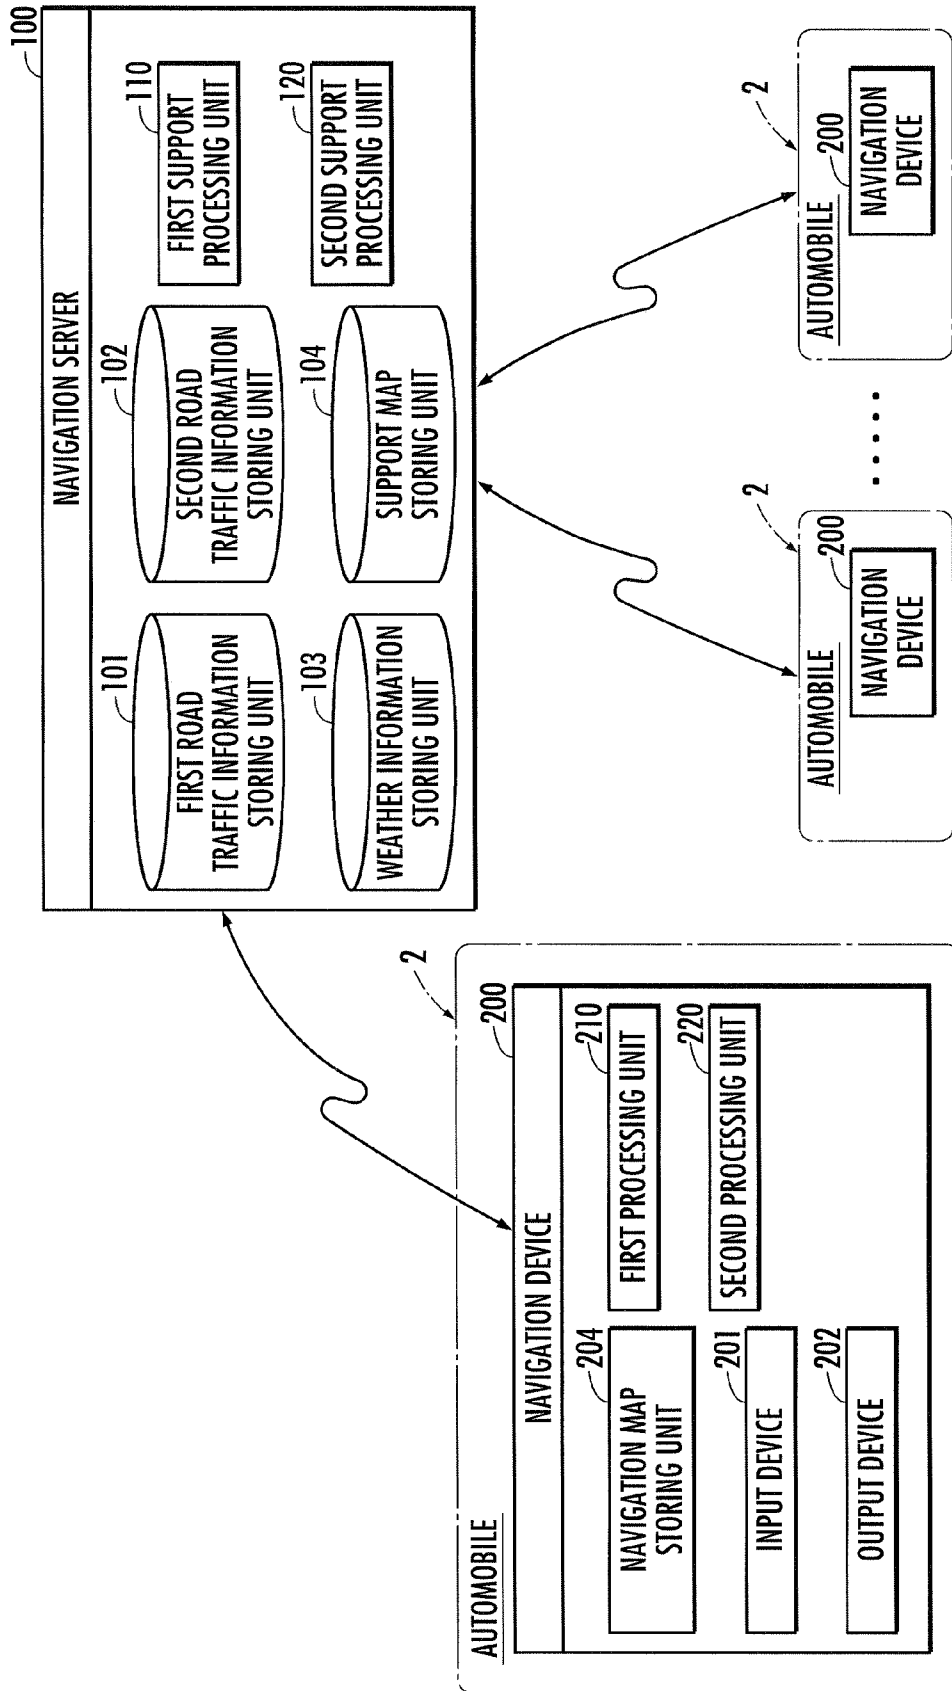 100
NAVIGATION SERVER
101
FIRST ROAD
TRAFFIC INFORMATION
STORING UNIT
102
SECOND ROAD
TRAFFIC INFORMATION
STORING UNIT
110
FIRST SUPPORT
PROCESSING UNIT
103
WEATHER INFORMATION
STORING UNIT
104
SUPPORT MAP
STORING UNIT
120
SECOND SUPPORT
PROCESSING UNIT
2
AUTOMOBILE
200
NAVIGATION DEVICE
204
NAVIGATION MAP
STORING UNIT
210
FIRST PROCESSING UNIT
201
INPUT DEVICE
220
SECOND PROCESSING UNIT
202
OUTPUT DEVICE
2
AUTOMOBILE
200
NAVIGATION
DEVICE
.....
2
AUTOMOBILE
200
NAVIGATION
DEVICE